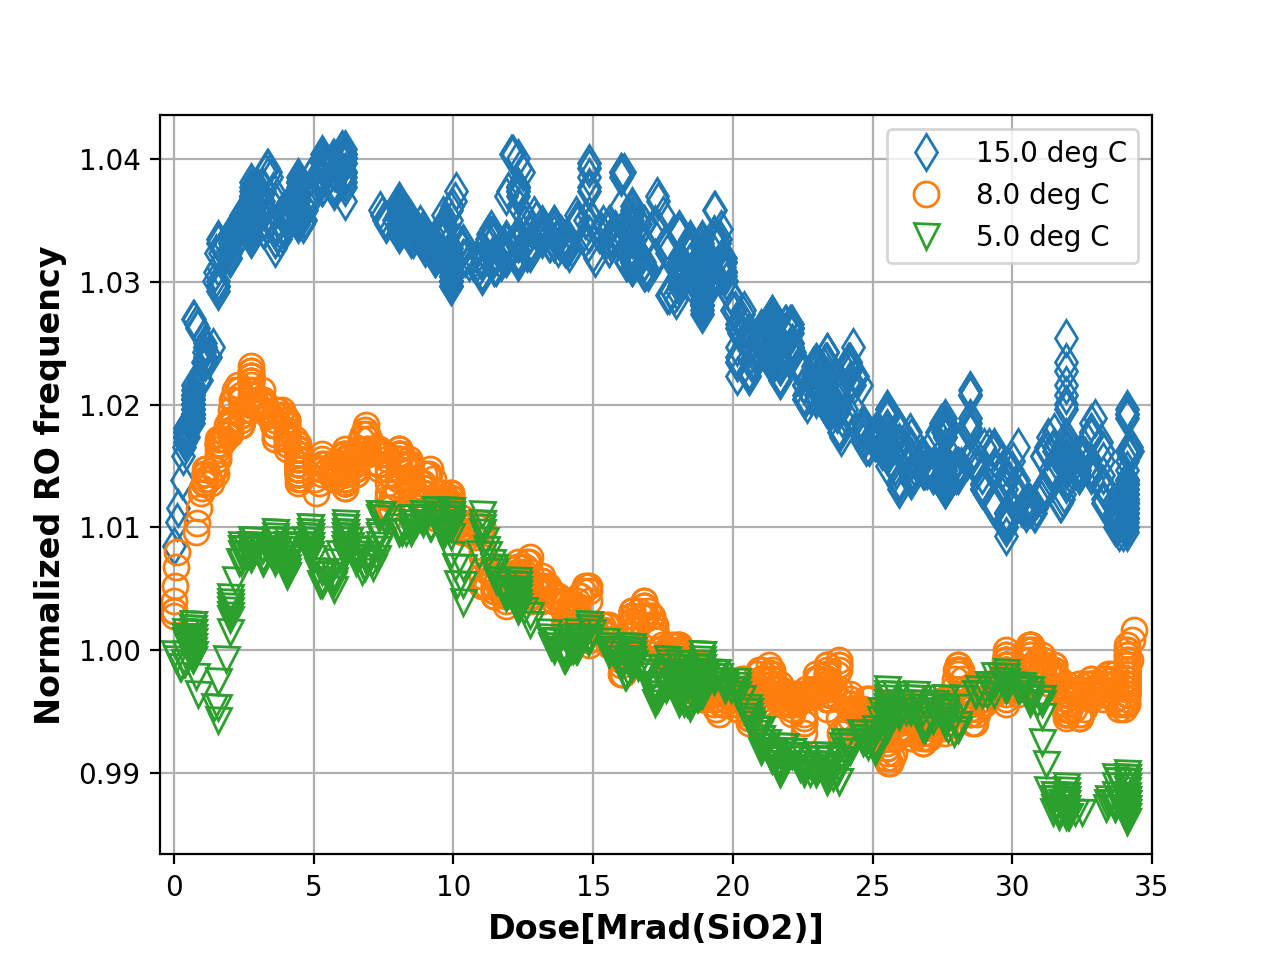 1.04
1.03
1.02
1.01
1.00
0.99
Normalized RO frequency
15.0 deg C
8.0 deg C
5.0 deg C
0 5 10 15 20 25 30 35
Dose[Mrad(SiO2)]